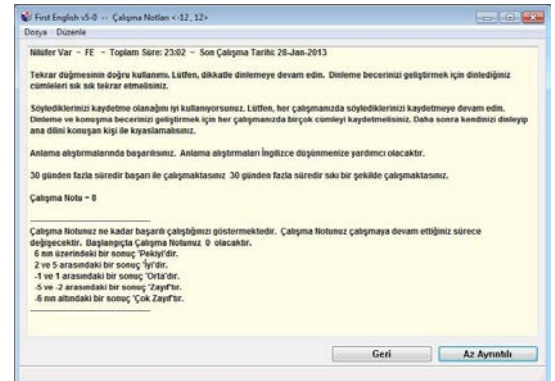 First English v5-0 -- Çalışma Notları <-12 , 12>
Dosya Düzenle
Nilüfer Var ~ FE ~ Toplam Süre: 23:02 ~ Son Çalışma Tarihi: 28-Jan-2013
Tekrar düğmesinin doğru kullanımı. Lütfen, dikkatle dinlemeye devam edin. Dinleme becerinizi geliştirmek için dinlediğiniz
cümleleri sık sık tekrar etmelisiniz.
Söylediklerinizi kaydetme olanağını iyi kullanıyorsunuz. Lütfen, her çalışmanızda söylediklerinizi kaydetmeye devam edin.
Dinleme ve konuşma becerinizi geliştirmek için her çalışmanızda birçok cümleyi kaydetmelisiniz. Daha sonra kendinizi dinleyip
ana dilini konuşan kişi ile kıyaslamalısınız.
Anlama alıştırmalarında başarılısınız. Anlama alıştırmaları İngilizce düşünmenize yardımcı olacaktır.
30 günden fazla süredir başarı ile çalışmaktasınız 30 günden fazla süredir sıkı bir şekilde çalışmaktasınız.
Çalışma Notu ~ 8
Çalışma Notunuz ne kadar başarılı çalıştığınızı göstermektedir. Çalışma Notunuz çalışmaya devam ettiğiniz sürece
değişecektir. Başlangıçta Çalışma Notunuz 0 olacaktır.
6 nın üzerindeki bir sonuç 'Pekiyi'dir.
2 ve 5 arasındaki bir sonuç 'İyi'dir.
-1 ve 1 arasındaki bir sonuç 'Orta'dır.
-5 ve -2 arasındaki bir sonuç 'Zayıf'tır.
-6 nın altındaki bir sonuç 'Çok Zayıf'tır.
Geri
Az Ayrıntılı